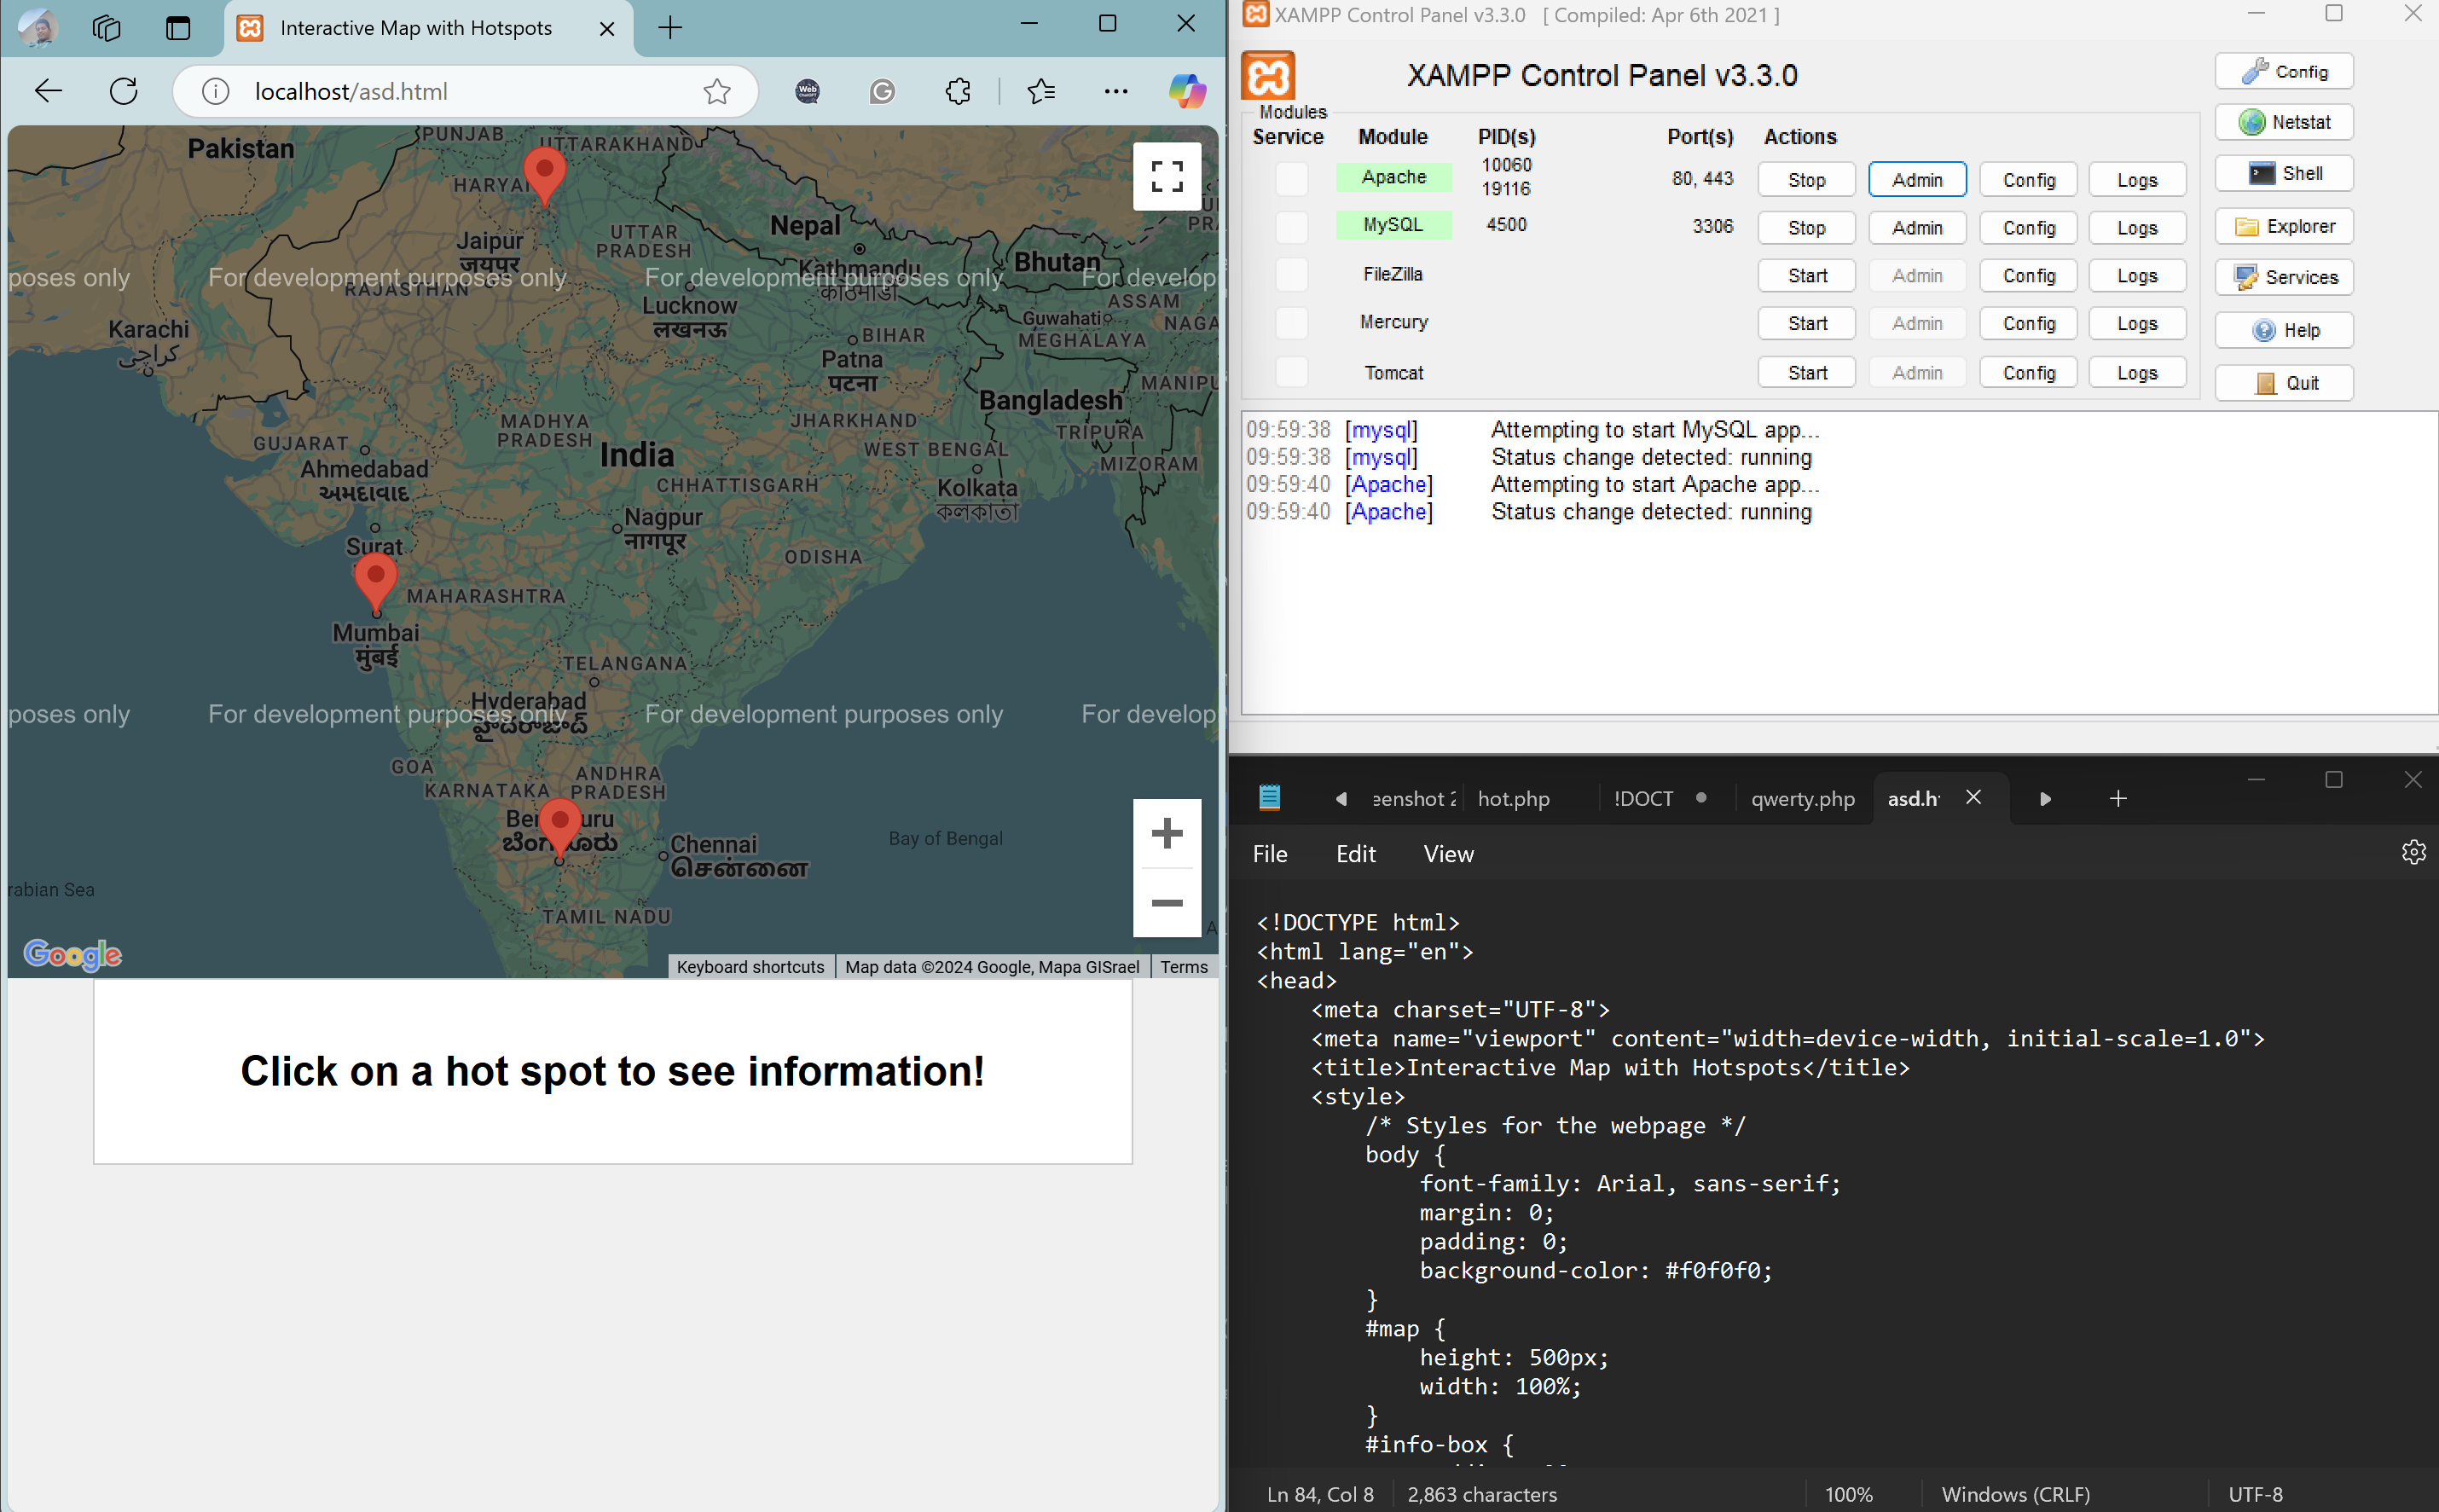 Interactive Map with Hotspots
localhost/asd.html
Pakistan
PUNJAB
UTTARAKHAND
HARYA
Nepal
UTTAR
PRADESH
Jaipur
जयपुर
Kathmandu
काठमाडौं
Bhutan
poses only
For development purposes only
For development purposes only
For develop
RAJASTHAN
ASSAM
Lucknow
लखनऊ
Guwahati
NAGA
Karachi
کراچی
BIHAR
MEGHALAYA
Patna
पटना
MANIPU
Bangladesh
MADHYA
PRADESH
JHARKHAND
TRIPURA
GUJARAT
India
WEST BENGAL
Ahmedabad
અમદાવાદ
MIZORAM
CHHATTISGARH
Kolkata
কলকাতা
Nagpur
नागपूर
Surat
ODISHA
MAHARASHTRA
Mumbai
मुंबई
TELANGANA
Hyderabad
హైదరాబాద్
poses only
For development purposes only
For development purposes only
For develop
GOA
ANDHRA
PRADESH
KARNATAKA
Chennai
சென்னை
Bay of Bengal
rabian Sea
TAMIL NADU
Google
Keyboard shortcuts
Map data ©2024 Google, Mapa GISrael
Terms
Click on a hot spot to see information!
XAMPP Control Panel v3.3.0 [ Compiled: Apr 6th 2021 ]
XAMPP Control Panel v3.3.0
Modules
Service Module PID(s) Port(s) Actions
Apache 10060 19116 80, 443 Stop Admin Config Logs
MySQL 4500 3306 Stop Admin Config Logs
FileZilla Start Admin Config Logs
Mercury Start Admin Config Logs
Tomcat Start Admin Config Logs
Config
Netstat
Shell
Explorer
Services
Help
Quit
09:59:38 [mysql] Attempting to start MySQL app...
09:59:38 [mysql] Status change detected: running
09:59:40 [Apache] Attempting to start Apache app...
09:59:40 [Apache] Status change detected: running
eenshot 2 hot.php !DOCT qwerty.php asd.h
File Edit View
<!DOCTYPE html>
<html lang="en">
<head>
<meta charset="UTF-8">
<meta name="viewport" content="width=device-width, initial-scale=1.0">
<title>Interactive Map with Hotspots</title>
<style>
/* Styles for the webpage */
body {
font-family: Arial, sans-serif;
margin: 0;
padding: 0;
background-color: #f0f0f0;
}
#map {
height: 500px;
width: 100%;
}
#info-box {
Ln 84, Col 8 2,863 characters 100% Windows (CRLF) UTF-8